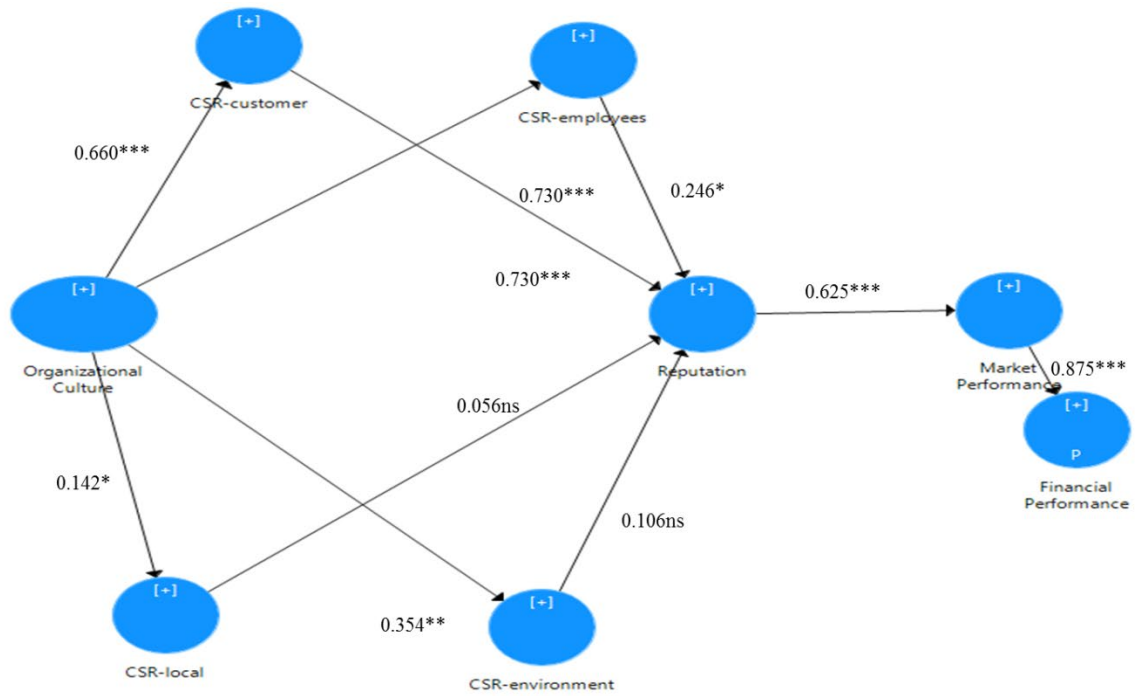 [+]
CSR-customer
[+]
CSR-employees
0.660***
0.730***
0.246*
0.730***
[+]
Organizational
Culture
[+]
Reputation
0.625***
[+]
Market
Performance
0.875***
[+]
P
Financial
Performance
0.056ns
0.142*
0.106ns
[+]
CSR-local
0.354**
[+]
CSR-environment